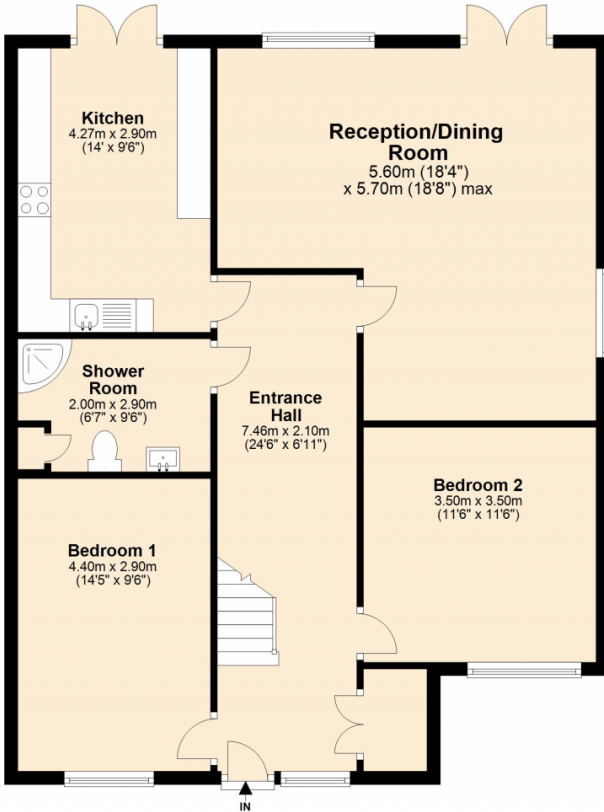 Kitchen
4.27m x 2.90m
(14' x 9'6")
Reception/Dining
Room
5.60m (18'4")
x 5.70m (18'8") max
Shower
Room
2.00m x 2.90m
(6'7" x 9'6")
Entrance
Hall
7.46m x 2.10m
(24'6" x 6'11")
Bedroom 2
3.50m x 3.50m
(11'6" x 11'6")
Bedroom 1
4.40m x 2.90m
(14'5" x 9'6")
IN